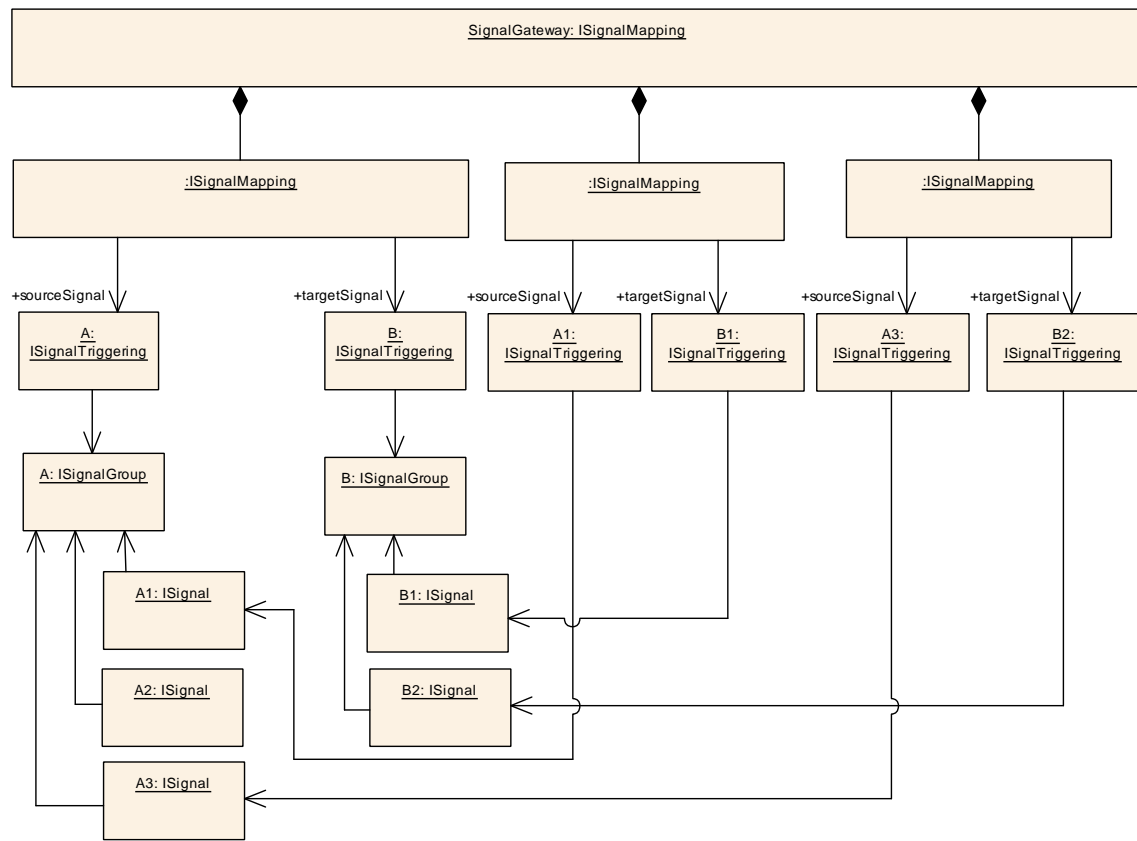 SignalGateway: ISignalMapping
:ISignalMapping
:ISignalMapping
:ISignalMapping
+sourceSignal
+targetSignal
+sourceSignal
+targetSignal
+sourceSignal
+targetSignal
A:
ISignalTriggering
B:
ISignalTriggering
A1:
ISignalTriggering
B1:
ISignalTriggering
A3:
ISignalTriggering
B2:
ISignalTriggering
A: ISignalGroup
B: ISignalGroup
A1: ISignal
B1: ISignal
A2: ISignal
B2: ISignal
A3: ISignal